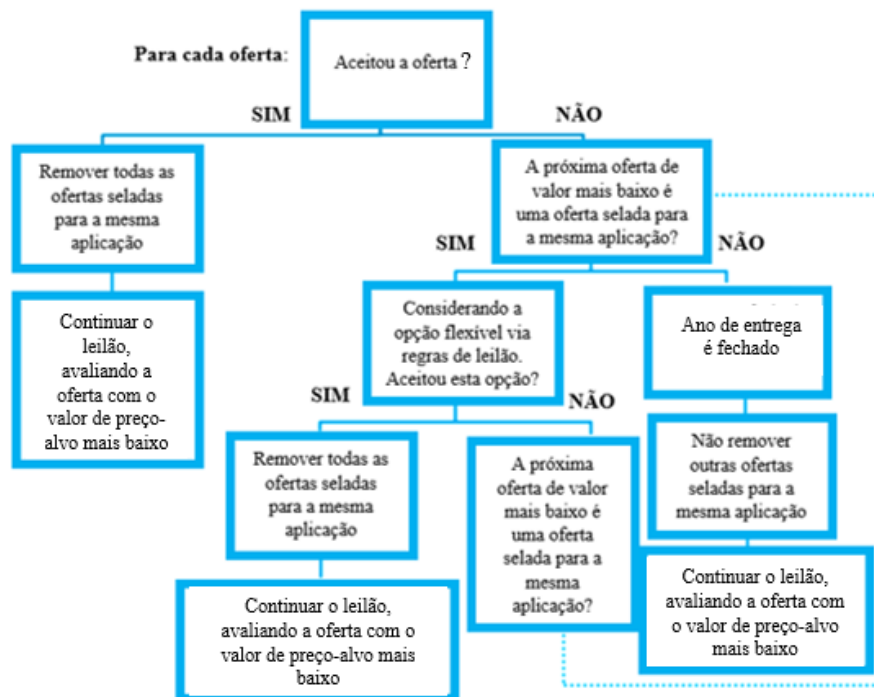 Para cada oferta:
Aceitou a oferta ?
SIM
NÃO
Remover todas as
ofertas seladas
para a mesma
aplicação
Continuar o
leilão,
avaliando a
oferta com o
valor de preço-
alvo mais baixo
A próxima oferta de
valor mais baixo é
uma oferta selada para
a mesma aplicação?
SIM
NÃO
Considerando a
opção flexível via
regras de leilão.
Aceitou esta opção?
Ano de entrega
é fechado
SIM
NÃO
Remover todas as
ofertas seladas
para a mesma
aplicação
A próxima
oferta de valor
mais baixo é
uma oferta
selada para a
mesma
aplicação?
Não remover
outras ofertas
seladas para a
mesma aplicação
Continuar o leilão,
avaliando a oferta com o
valor de preço-alvo mais
baixo
Continuar o leilão,
avaliando a oferta com
o valor de preço-alvo
mais baixo